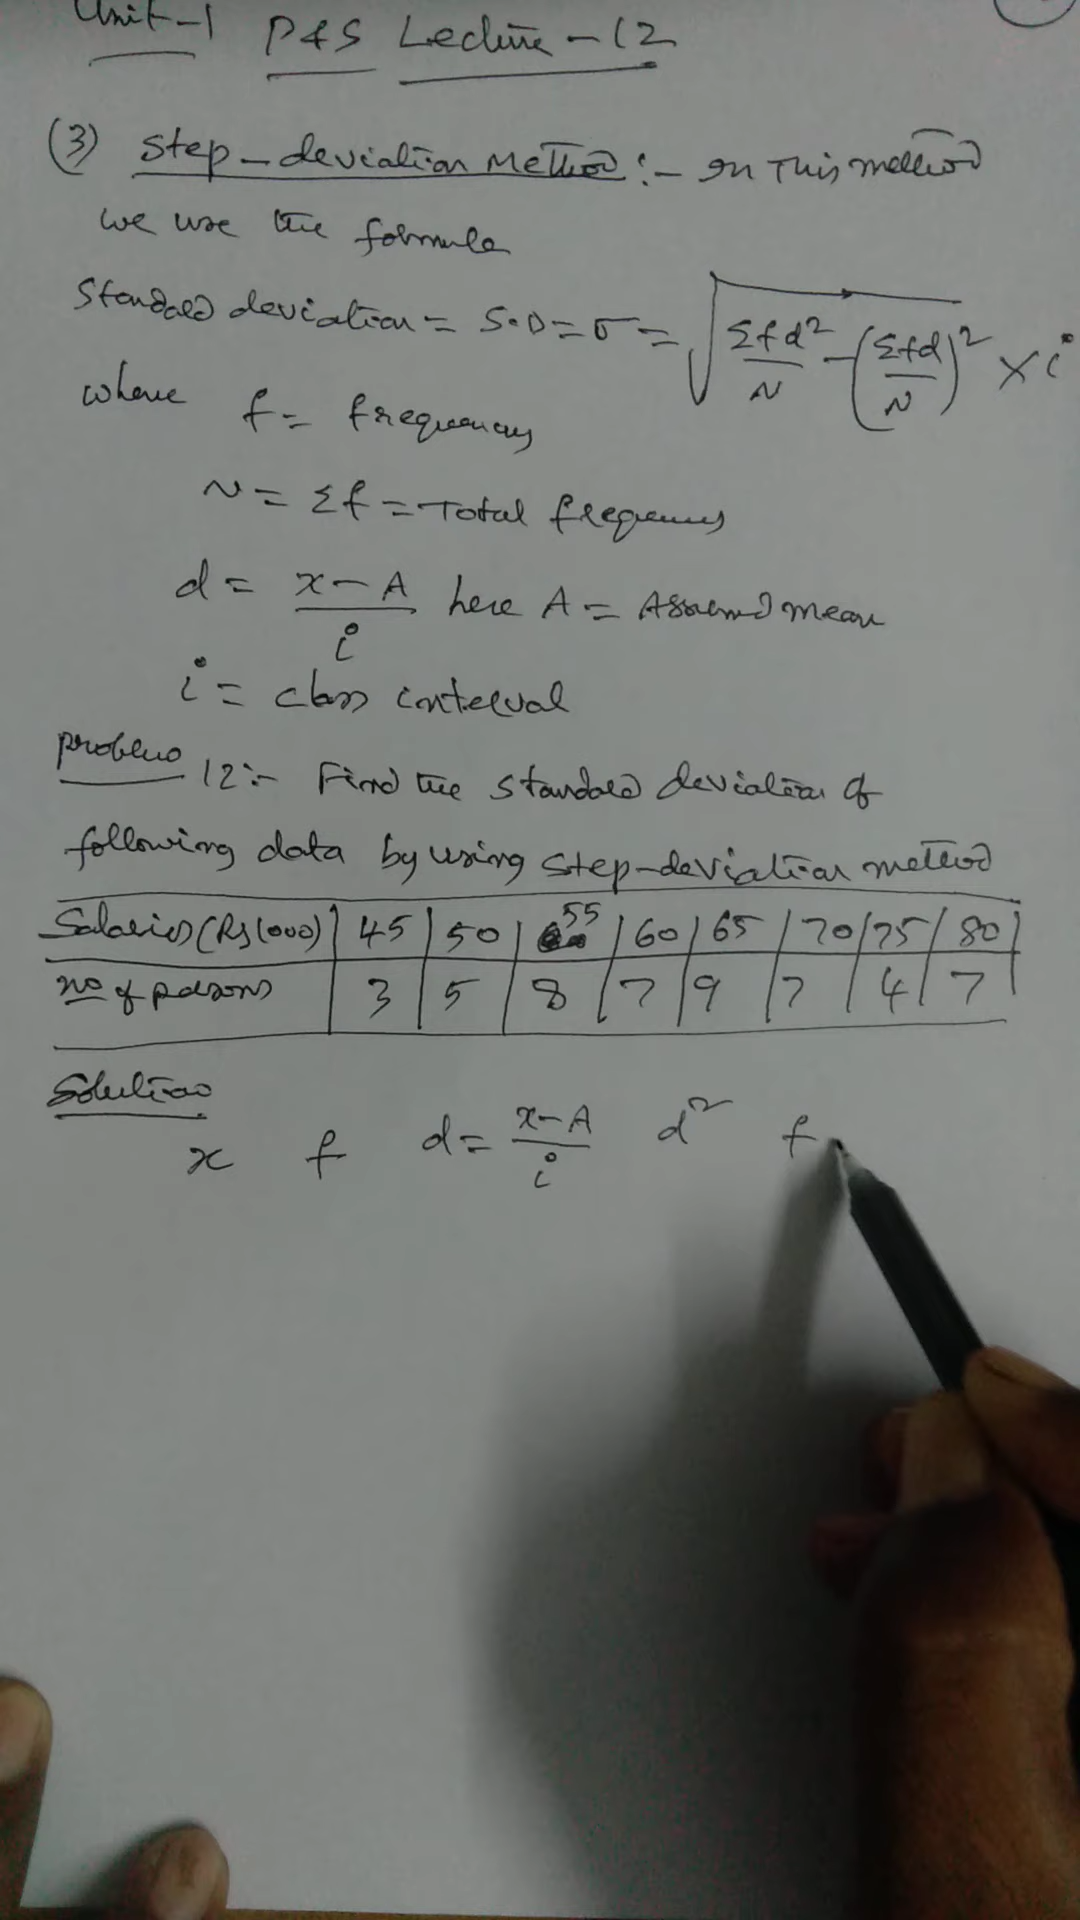 Unit-1 P&S Lecture-12
(3) Step-deviation Method:- In This method
we use the formula
Standard deviation = S.D = σ = √(Σfd²/N - (Σfd/N)²) × i
where f = frequency
N = Σf = Total frequency
d = (x-A)/i here A = Assumed mean
i = class interval
problem 12:- Find the standard deviation of
following data by using step-deviation method
Salaries (Rs 1000) 45 50 55 60 65 70 75 80
no of persons 3 5 8 7 9 7 4 7
Solution
x f d = (x-A)/i d² f